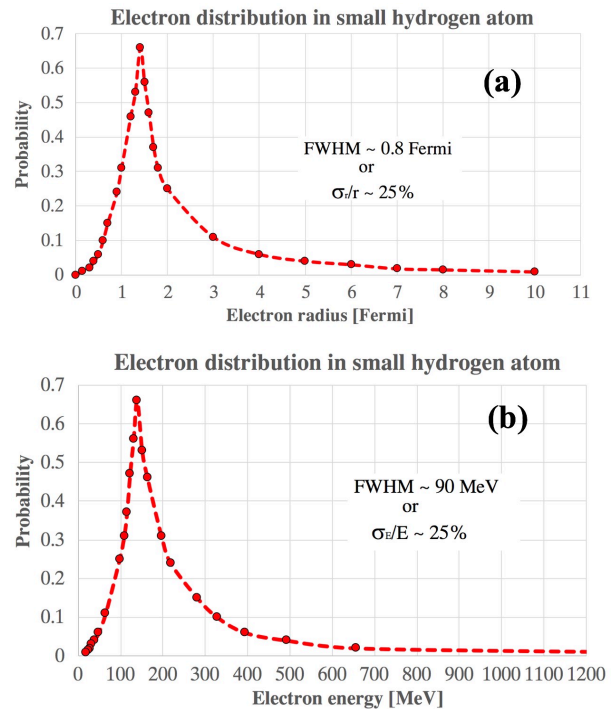 Electron distribution in small hydrogen atom
0.7
0.6
0.5
0.4
0.3
0.2
0.1
0
Probability
(a)
FWHM ~ 0.8 Fermi
or
σr/r ~ 25%
0 1 2 3 4 5 6 7 8 9 10 11
Electron radius [Fermi]
Electron distribution in small hydrogen atom
0.7
0.6
0.5
0.4
0.3
0.2
0.1
0
Probability
(b)
FWHM ~ 90 MeV
or
σE/E ~ 25%
0 100 200 300 400 500 600 700 800 900 1000 1100 1200
Electron energy [MeV]